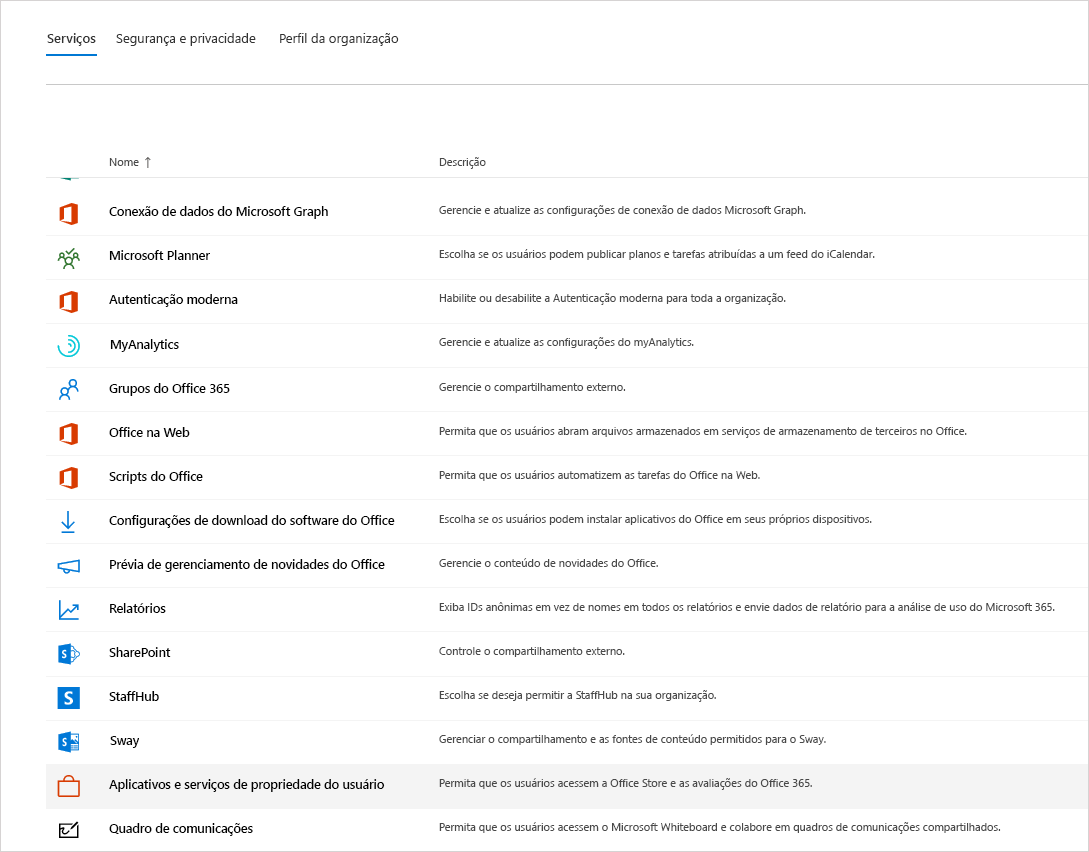 Serviços Segurança e privacidade Perfil da organização
Nome ↑ Descrição
Conexão de dados do Microsoft Graph Gerencie e atualize as configurações de conexão de dados Microsoft Graph.
Microsoft Planner Escolha se os usuários podem publicar planos e tarefas atribuídas a um feed do iCalendar.
Autenticação moderna Habilite ou desabilite a Autenticação moderna para toda a organização.
MyAnalytics Gerencie e atualize as configurações do myAnalytics.
Grupos do Office 365 Gerencie o compartilhamento externo.
Office na Web Permita que os usuários abram arquivos armazenados em serviços de armazenamento de terceiros no Office.
Scripts do Office Permita que os usuários automatizem as tarefas do Office na Web.
Configurações de download do software do Office Escolha se os usuários podem instalar aplicativos do Office em seus próprios dispositivos.
Prévia de gerenciamento de novidades do Office Gerencie o conteúdo de novidades do Office.
Relatórios Exiba IDs anônimas em vez de nomes em todos os relatórios e envie dados de relatório para a análise de uso do Microsoft 365.
S SharePoint Controle o compartilhamento externo.
S StaffHub Escolha se deseja permitir a StaffHub na sua organização.
S Sway Gerenciar o compartilhamento e as fontes de conteúdo permitidos para o Sway.
Aplicativos e serviços de propriedade do usuário Permita que os usuários acessem a Office Store e as avaliações do Office 365.
Quadro de comunicações Permita que os usuários acessem o Microsoft Whiteboard e colabore em quadros de comunicações compartilhados.